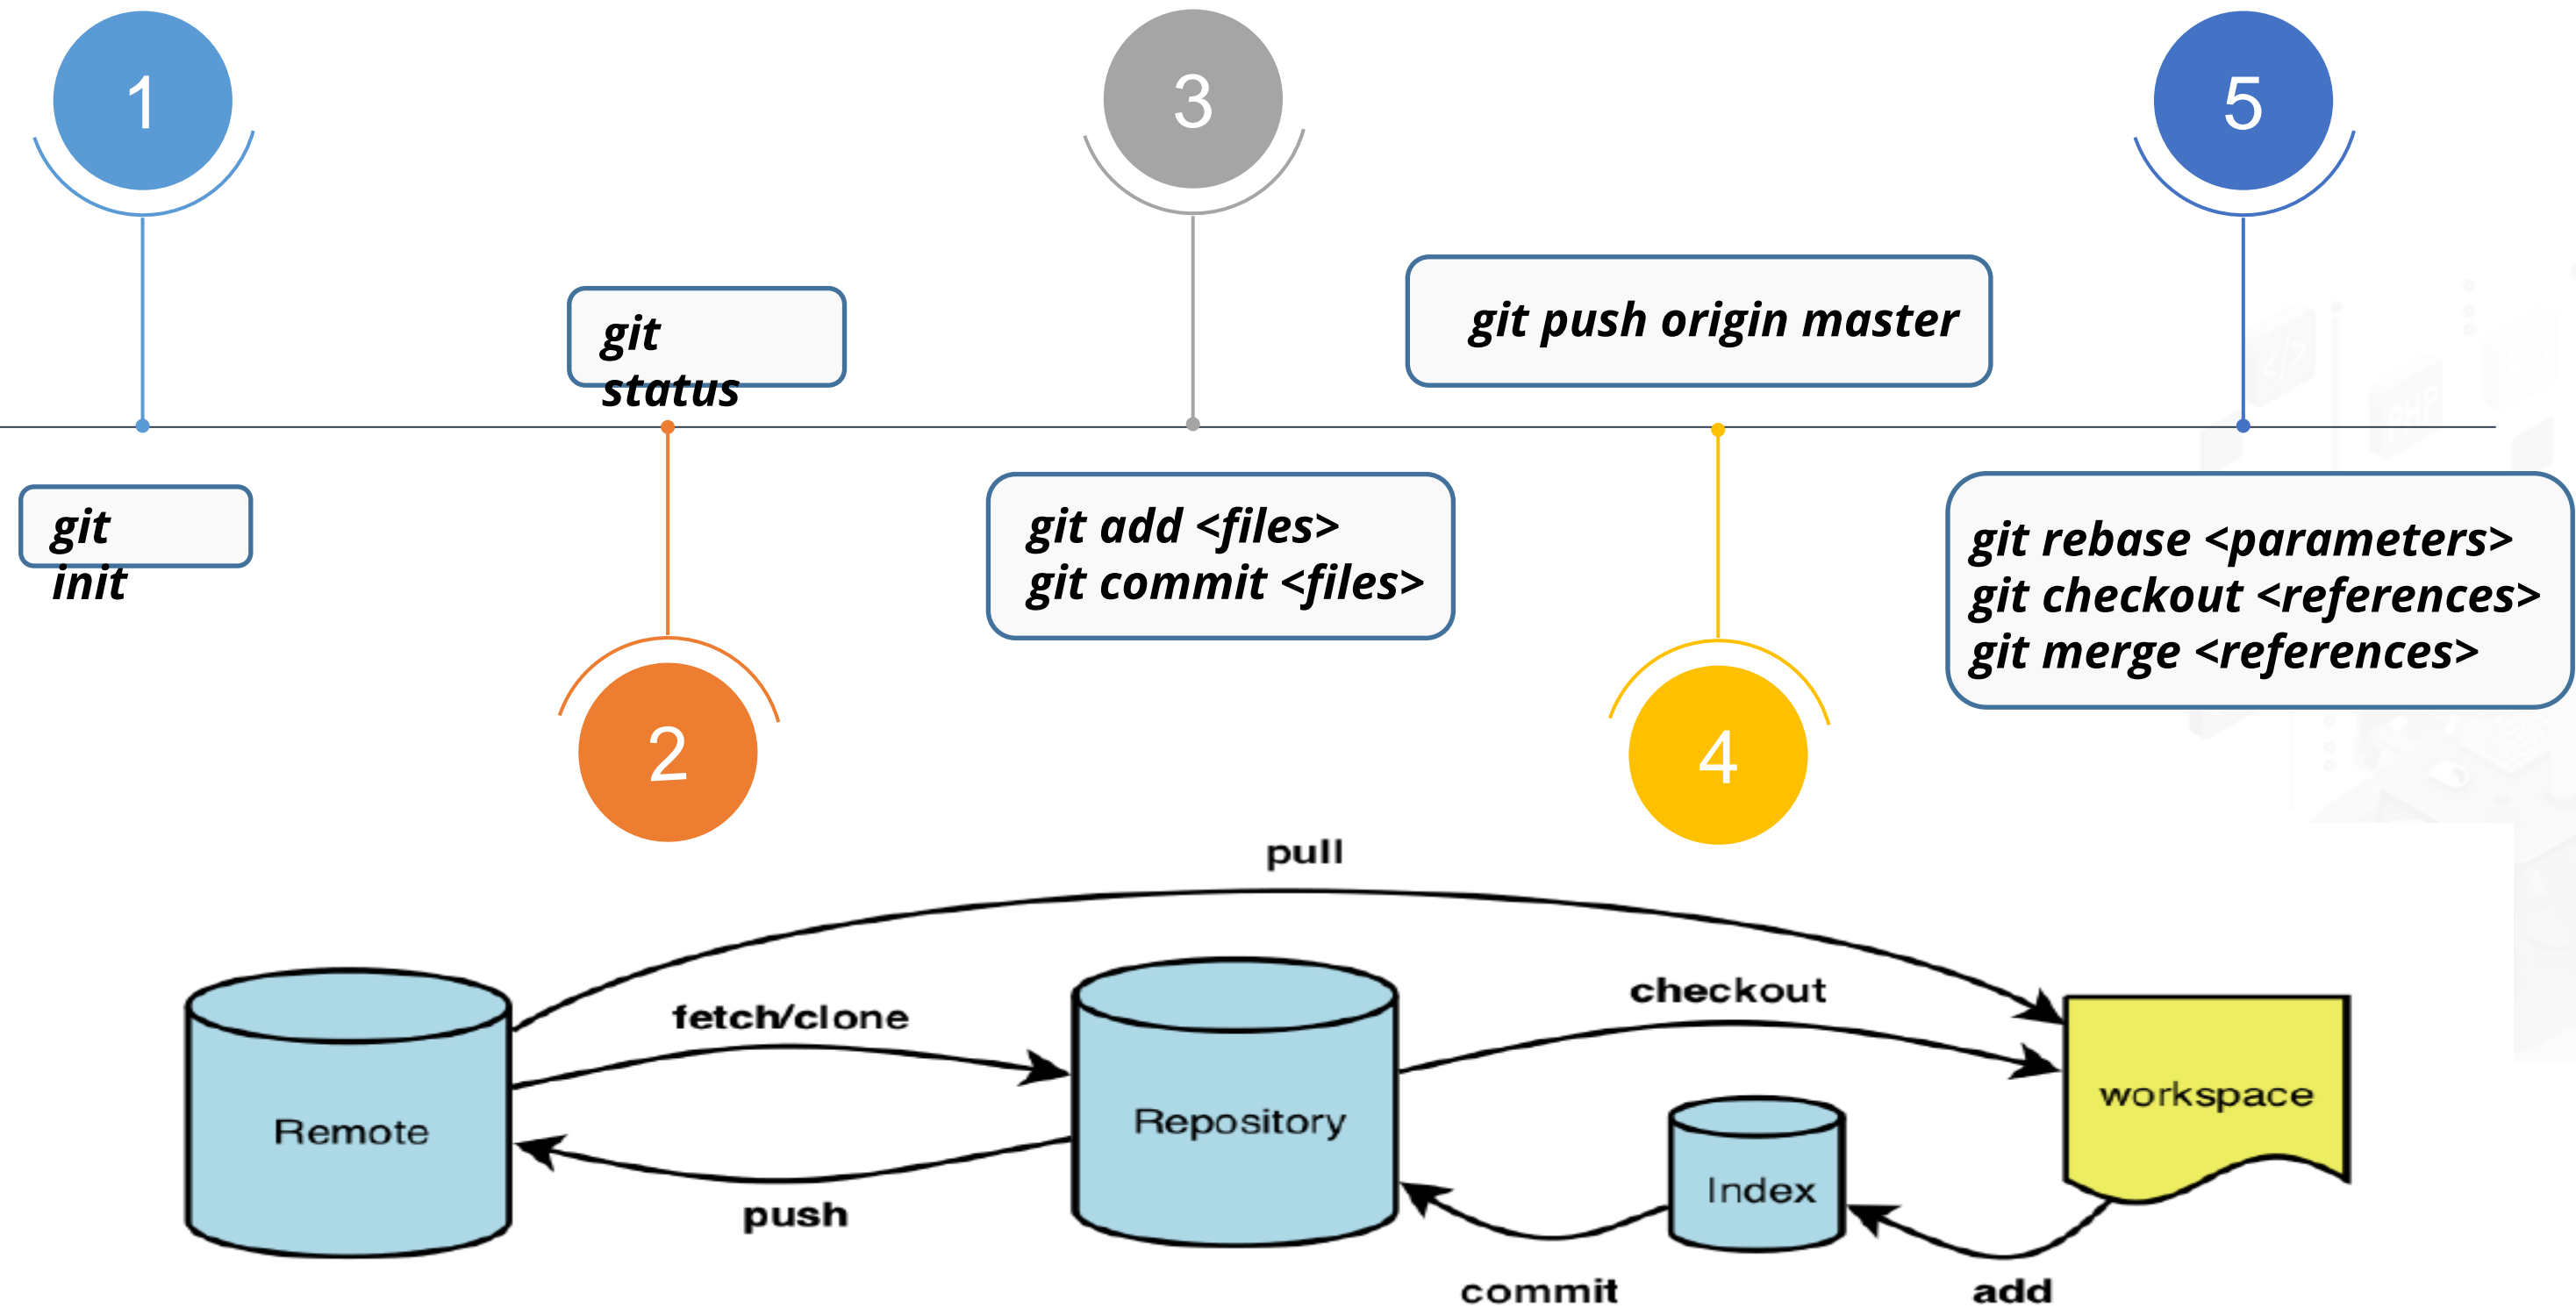 1
3
5
git
status
git push origin master
git
init
git add <files>
git commit <files>
git rebase <parameters>
git checkout <references>
git merge <references>
2
4
pull
fetch/clone
checkout
Remote
Repository
workspace
Index
push
commit
add